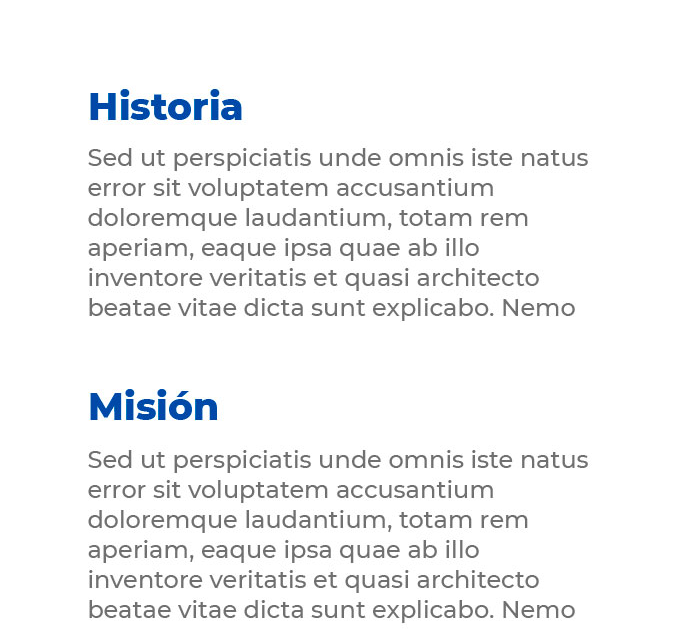 Historia
Sed ut perspiciatis unde omnis iste natus
error sit voluptatem accusantium
doloremque laudantium, totam rem
aperiam, eaque ipsa quae ab illo
inventore veritatis et quasi architecto
beatae vitae dicta sunt explicabo. Nemo
Misión
Sed ut perspiciatis unde omnis iste natus
error sit voluptatem accusantium
doloremque laudantium, totam rem
aperiam, eaque ipsa quae ab illo
inventore veritatis et quasi architecto
beatae vitae dicta sunt explicabo. Nemo